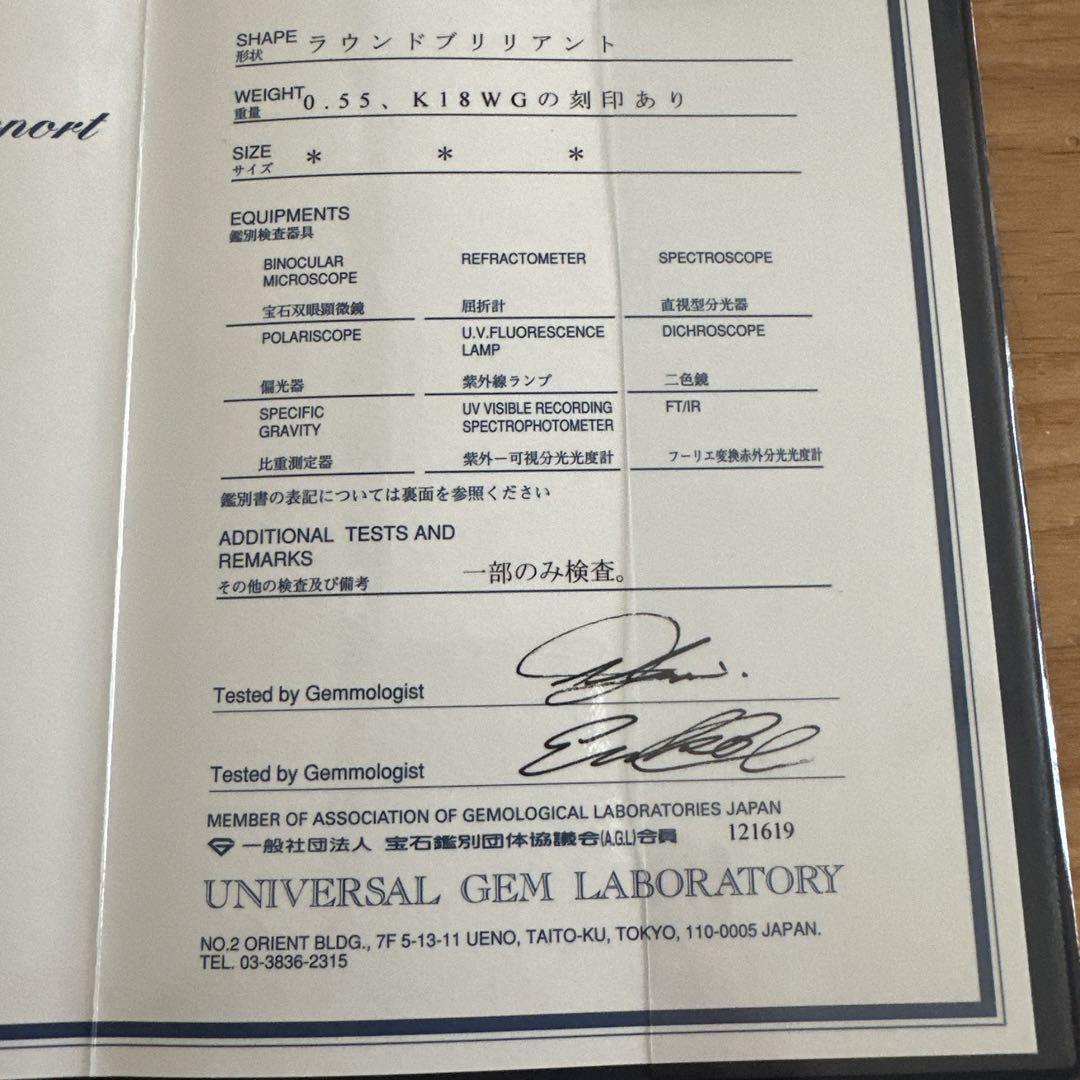 SHAPE ラウンドブリリアント
形状
WEIGHT 0.55、K18WGの刻印あり
重量
SIZE * * *
サイズ
EQUIPMENTS
鑑別検査器具
BINOCULAR MICROSCOPE
宝石双眼顕微鏡
REFRACTOMETER
屈折計
SPECTROSCOPE
直視型分光器
POLARISCOPE
偏光器
U.V.FLUORESCENCE LAMP
紫外線ランプ
DICHROSCOPE
二色鏡
SPECIFIC GRAVITY
比重測定器
UV VISIBLE RECORDING SPECTROPHOTOMETER
紫外ー可視分光光度計
FT/IR
フーリエ変換赤外分光光度計
鑑別書の表記については裏面を参照ください
ADDITIONAL TESTS AND
REMARKS
その他の検査及び備考 一部のみ検査。
Tested by Gemmologist
Tested by Gemmologist
MEMBER OF ASSOCIATION OF GEMOLOGICAL LABORATORIES JAPAN
一般社団法人 宝石鑑別団体協議会(A.G.L)会員 121619
UNIVERSAL GEM LABORATORY
NO.2 ORIENT BLDG., 7F 5-13-11 UENO, TAITO-KU, TOKYO, 110-0005 JAPAN.
TEL. 03-3836-2315